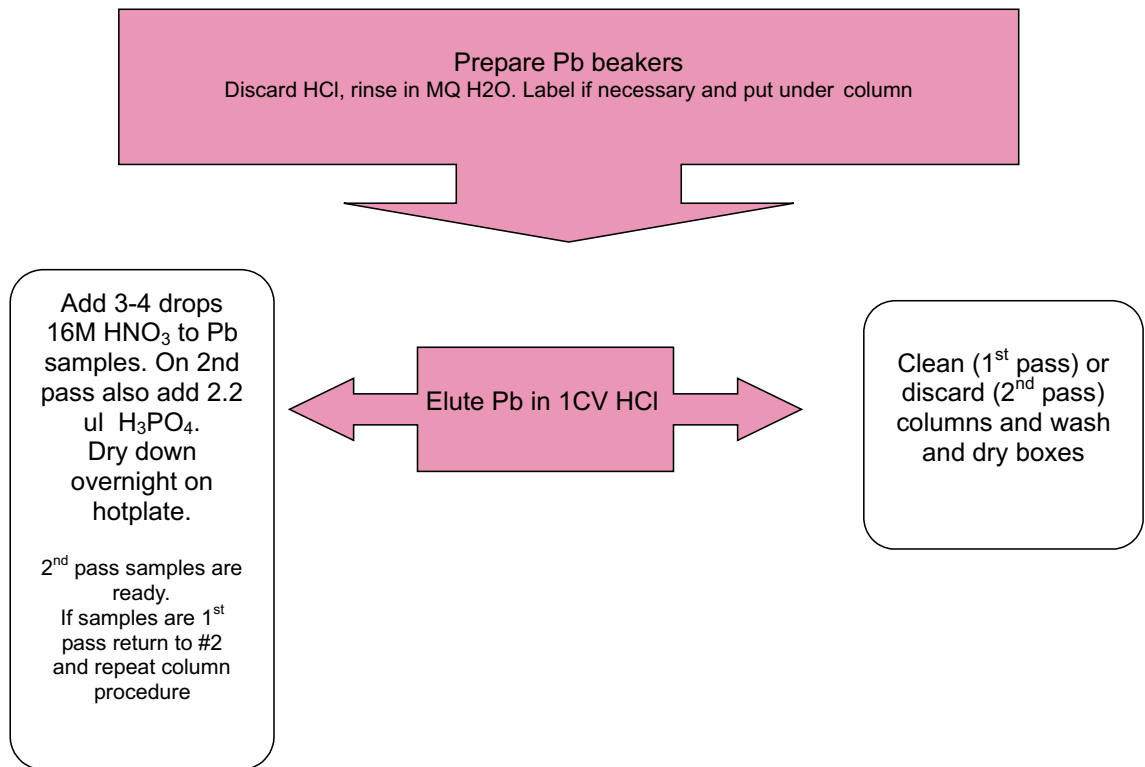 Prepare Pb beakers
Discard HCl, rinse in MQ H2O. Label if necessary and put under column
Add 3-4 drops
16M HNO₃ to Pb
samples. On 2nd
pass also add 2.2
ul H₃PO₄.
Dry down
overnight on
hotplate.
2ⁿᵈ pass samples are
ready.
If samples are 1ˢᵗ
pass return to #2
and repeat column
procedure
Elute Pb in 1CV HCl
Clean (1ˢᵗ pass) or
discard (2ⁿᵈ pass)
columns and wash
and dry boxes